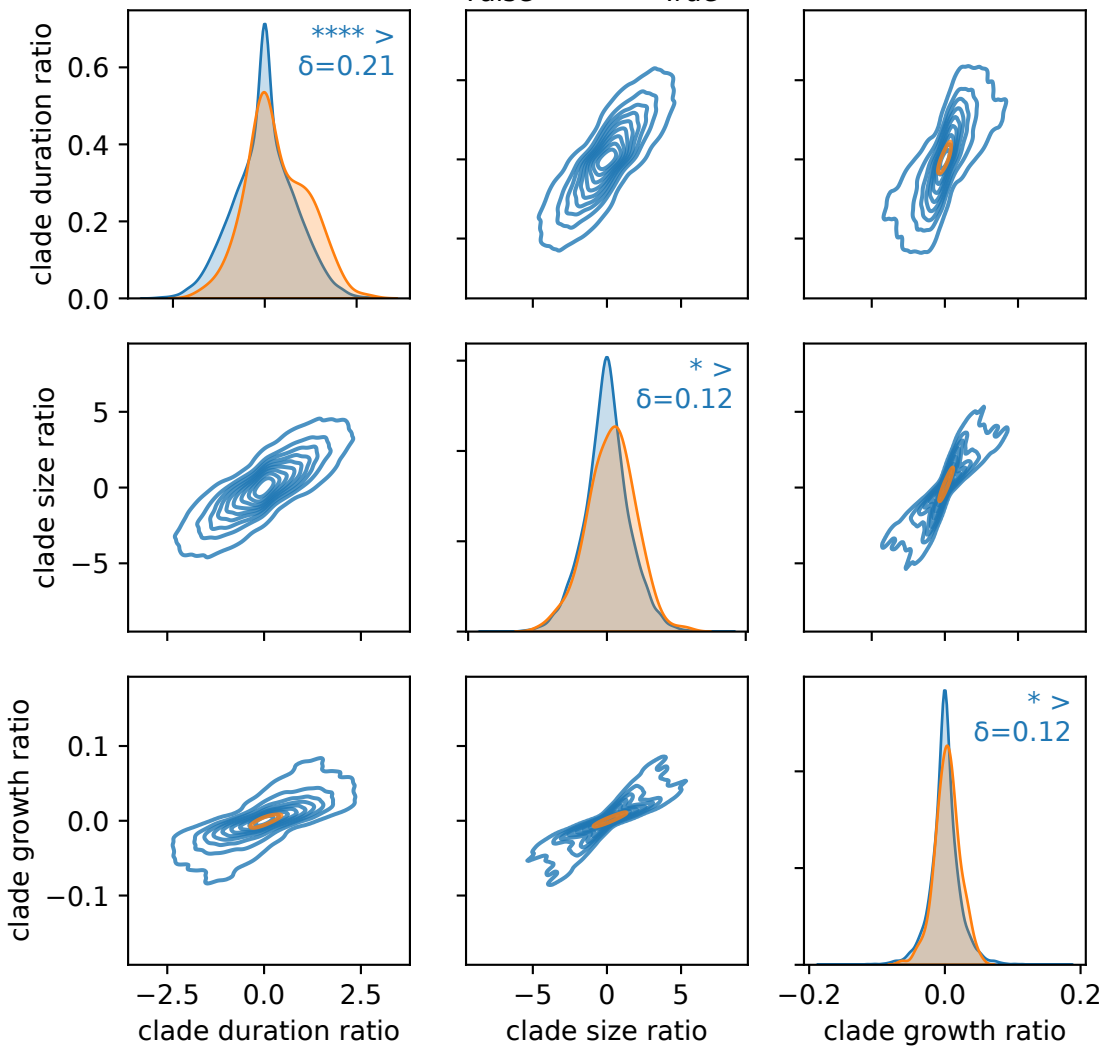 clade duration ratio
0.6
0.4
0.2
0.0
**** >
δ=0.21
clade size ratio
5
0
−5
* >
δ=0.12
clade growth ratio
0.1
0.0
−0.1
* >
δ=0.12
−2.5 0.0 2.5
−5 0 5
−0.2 0.0 0.2
clade duration ratio
clade size ratio
clade growth ratio